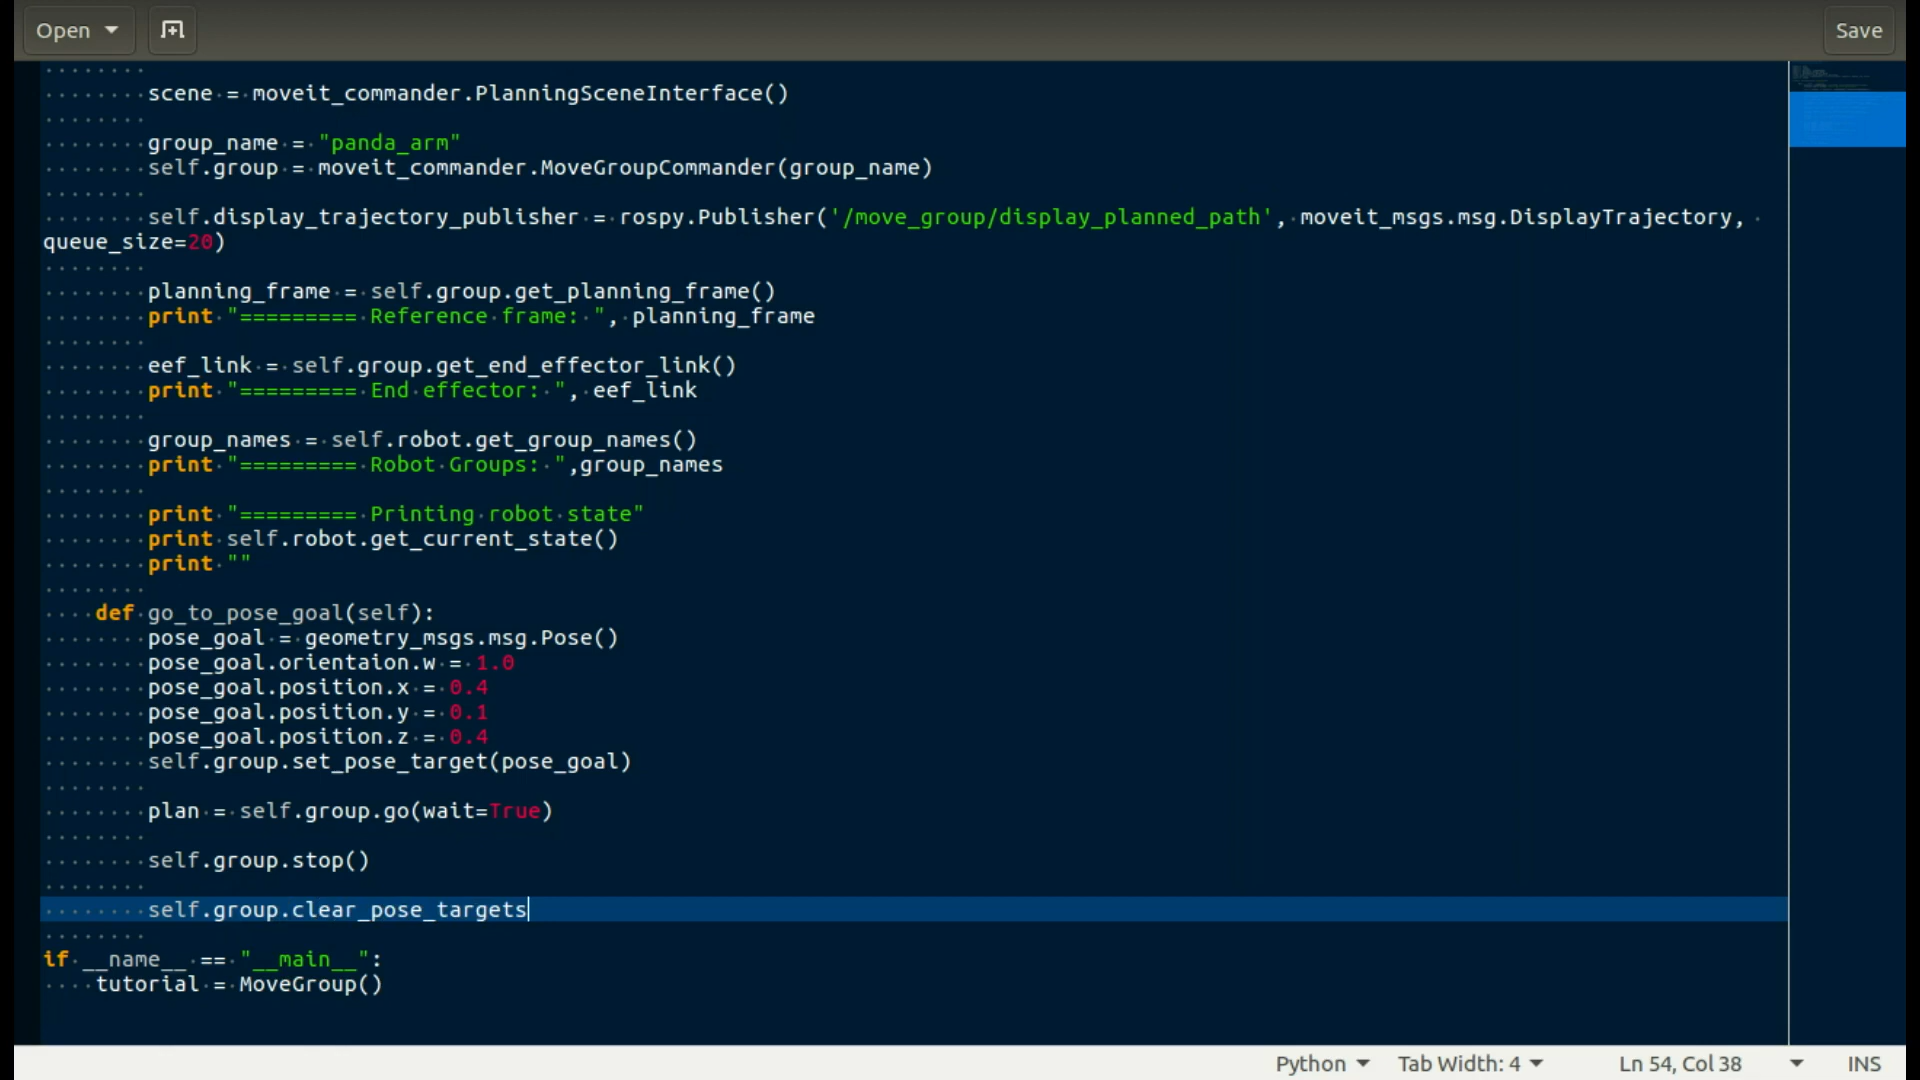 Open
Save
scene = moveit_commander.PlanningSceneInterface()
group_name = "panda_arm"
self.group = moveit_commander.MoveGroupCommander(group_name)
self.display_trajectory_publisher = rospy.Publisher('/move_group/display_planned_path', moveit_msgs.msg.DisplayTrajectory,
queue_size=20)
planning_frame = self.group.get_planning_frame()
print "========= Reference frame: ", planning_frame
eef_link = self.group.get_end_effector_link()
print "========= End effector: ", eef_link
group_names = self.robot.get_group_names()
print "========= Robot Groups: ",group_names
print "========= Printing robot state"
print self.robot.get_current_state()
print ""
def go_to_pose_goal(self):
pose_goal = geometry_msgs.msg.Pose()
pose_goal.orientaion.w = 1.0
pose_goal.position.x = 0.4
pose_goal.position.y = 0.1
pose_goal.position.z = 0.4
self.group.set_pose_target(pose_goal)
plan = self.group.go(wait=True)
self.group.stop()
self.group.clear_pose_targets
if __name__ == "__main__":
tutorial = MoveGroup()
Python Tab Width: 4 Ln 54, Col 38 INS